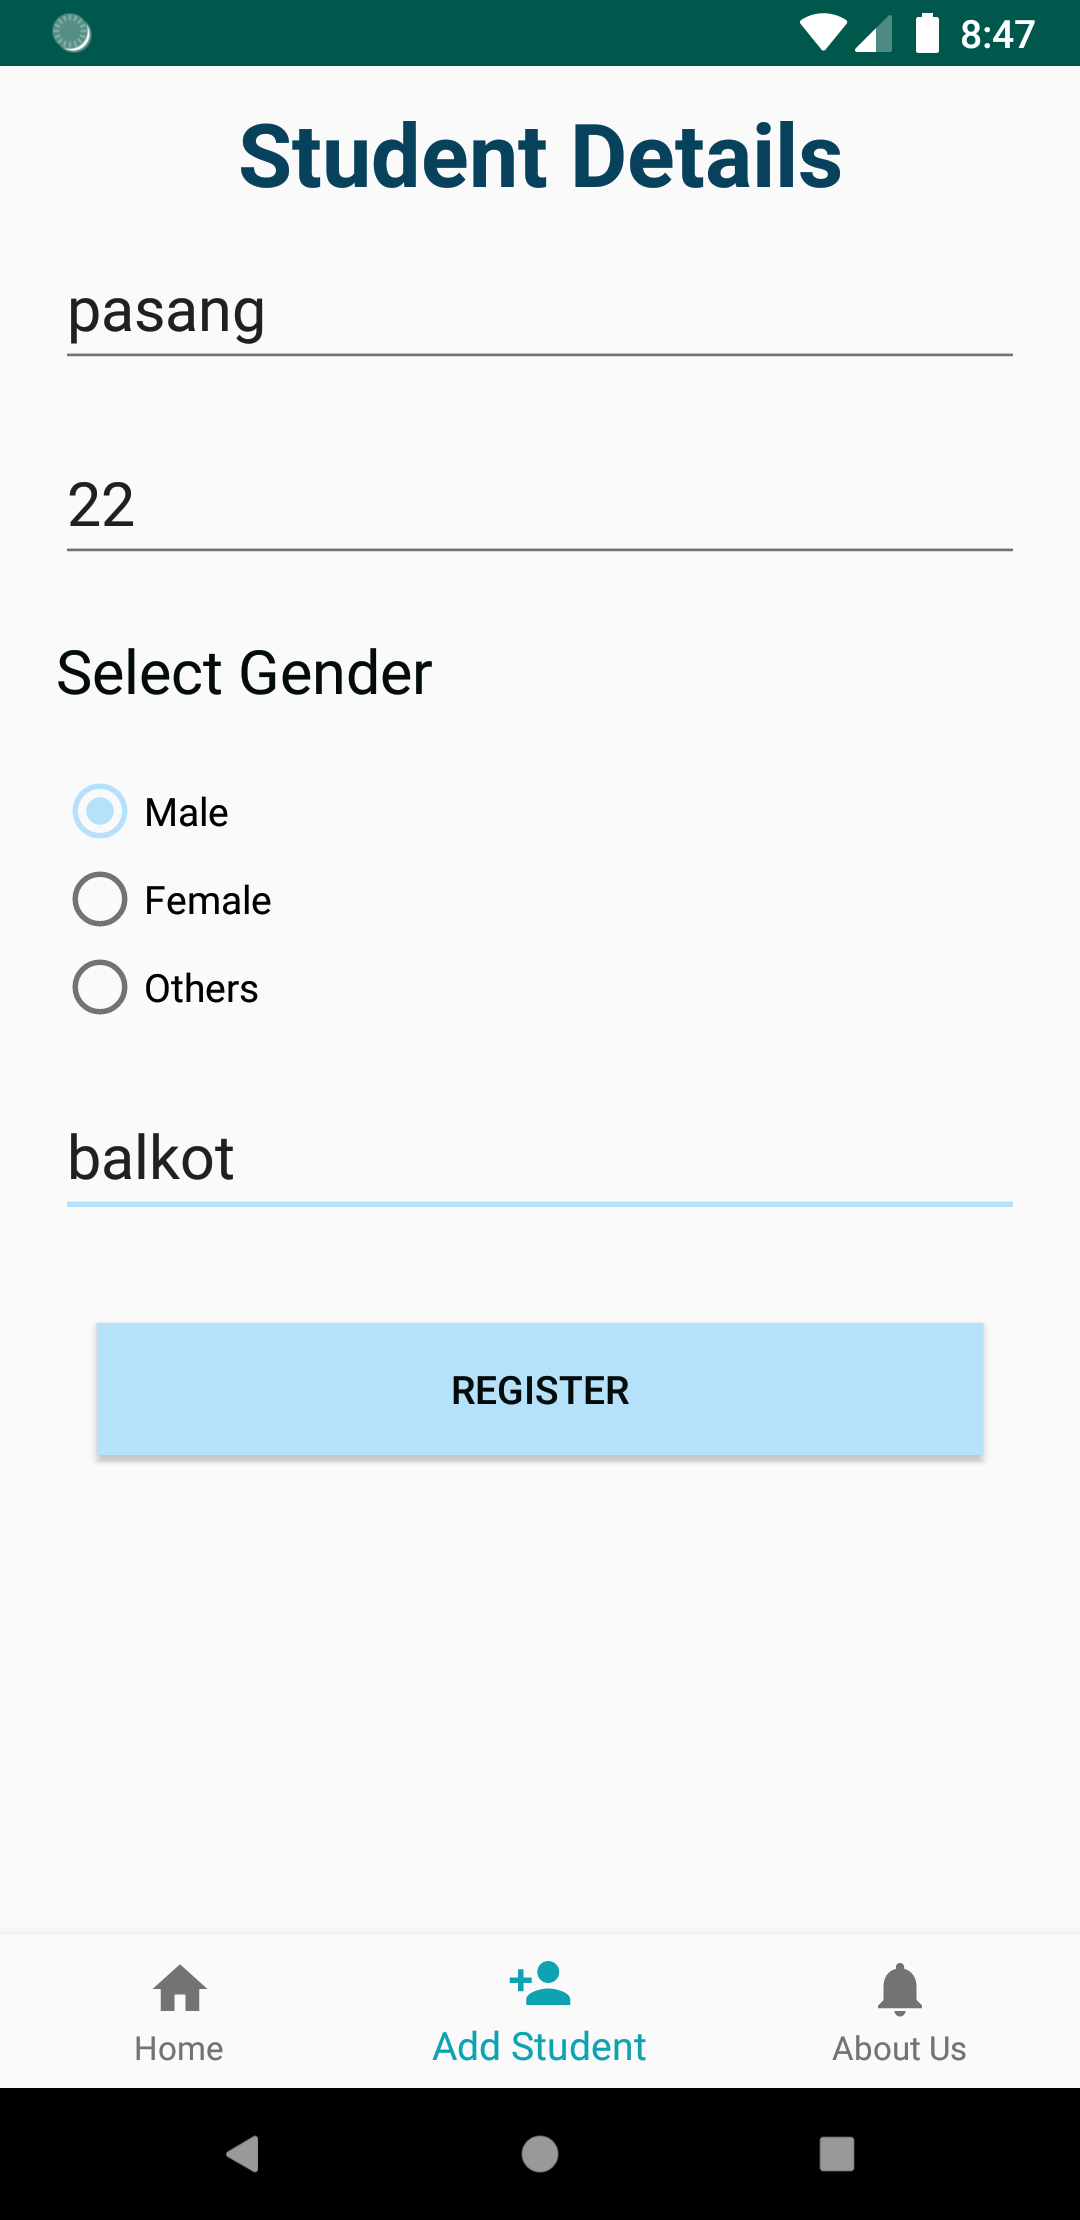 8:47
Student Details
pasang
22
Select Gender
Male
Female
Others
balkot
REGISTER
Home
Add Student
About Us